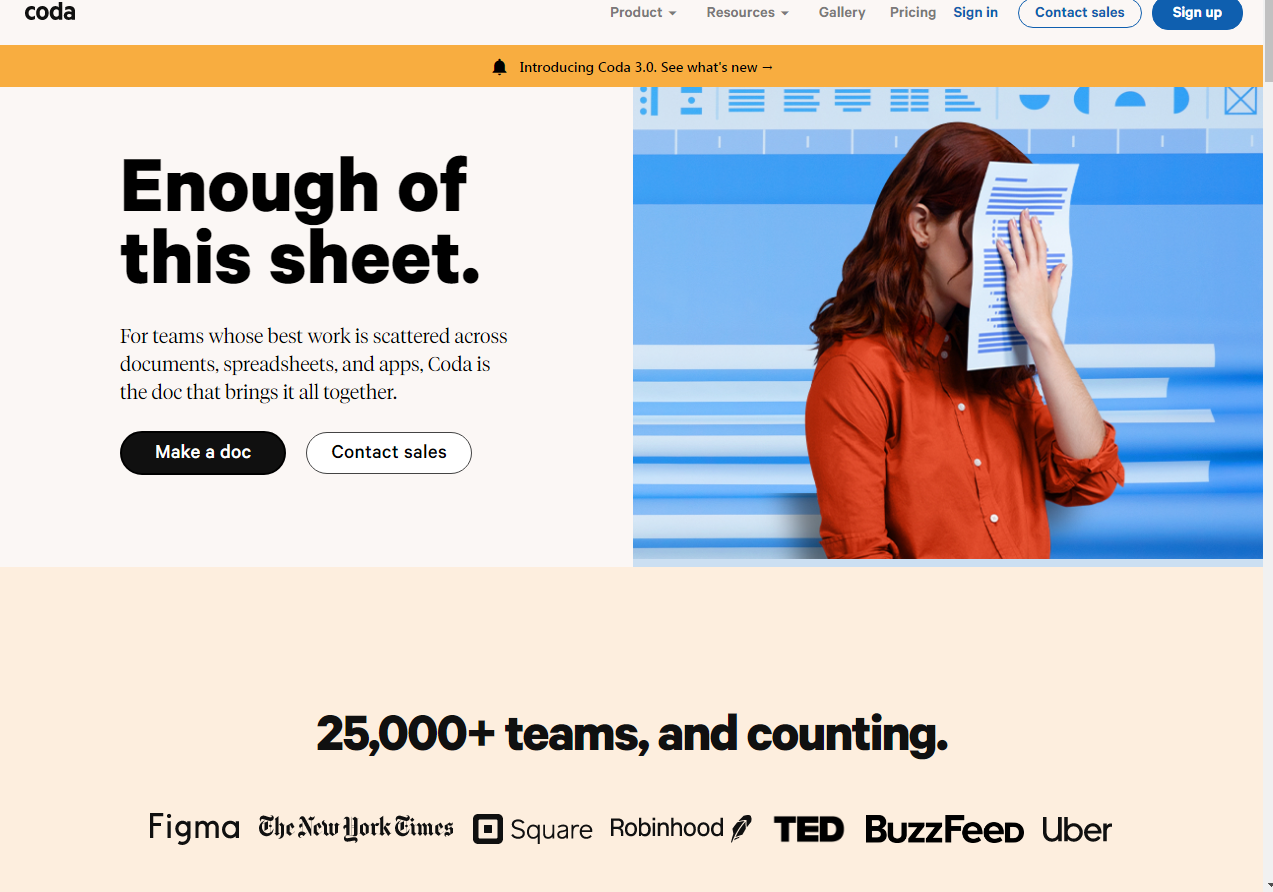 coda
Product Resources Gallery Pricing Sign in Contact sales Sign up
Introducing Coda 3.0. See what's new →
Enough of
this sheet.
For teams whose best work is scattered across
documents, spreadsheets, and apps, Coda is
the doc that brings it all together.
Make a doc Contact sales
25,000+ teams, and counting.
Figma The New York Times Square Robinhood TED BuzzFeed Uber